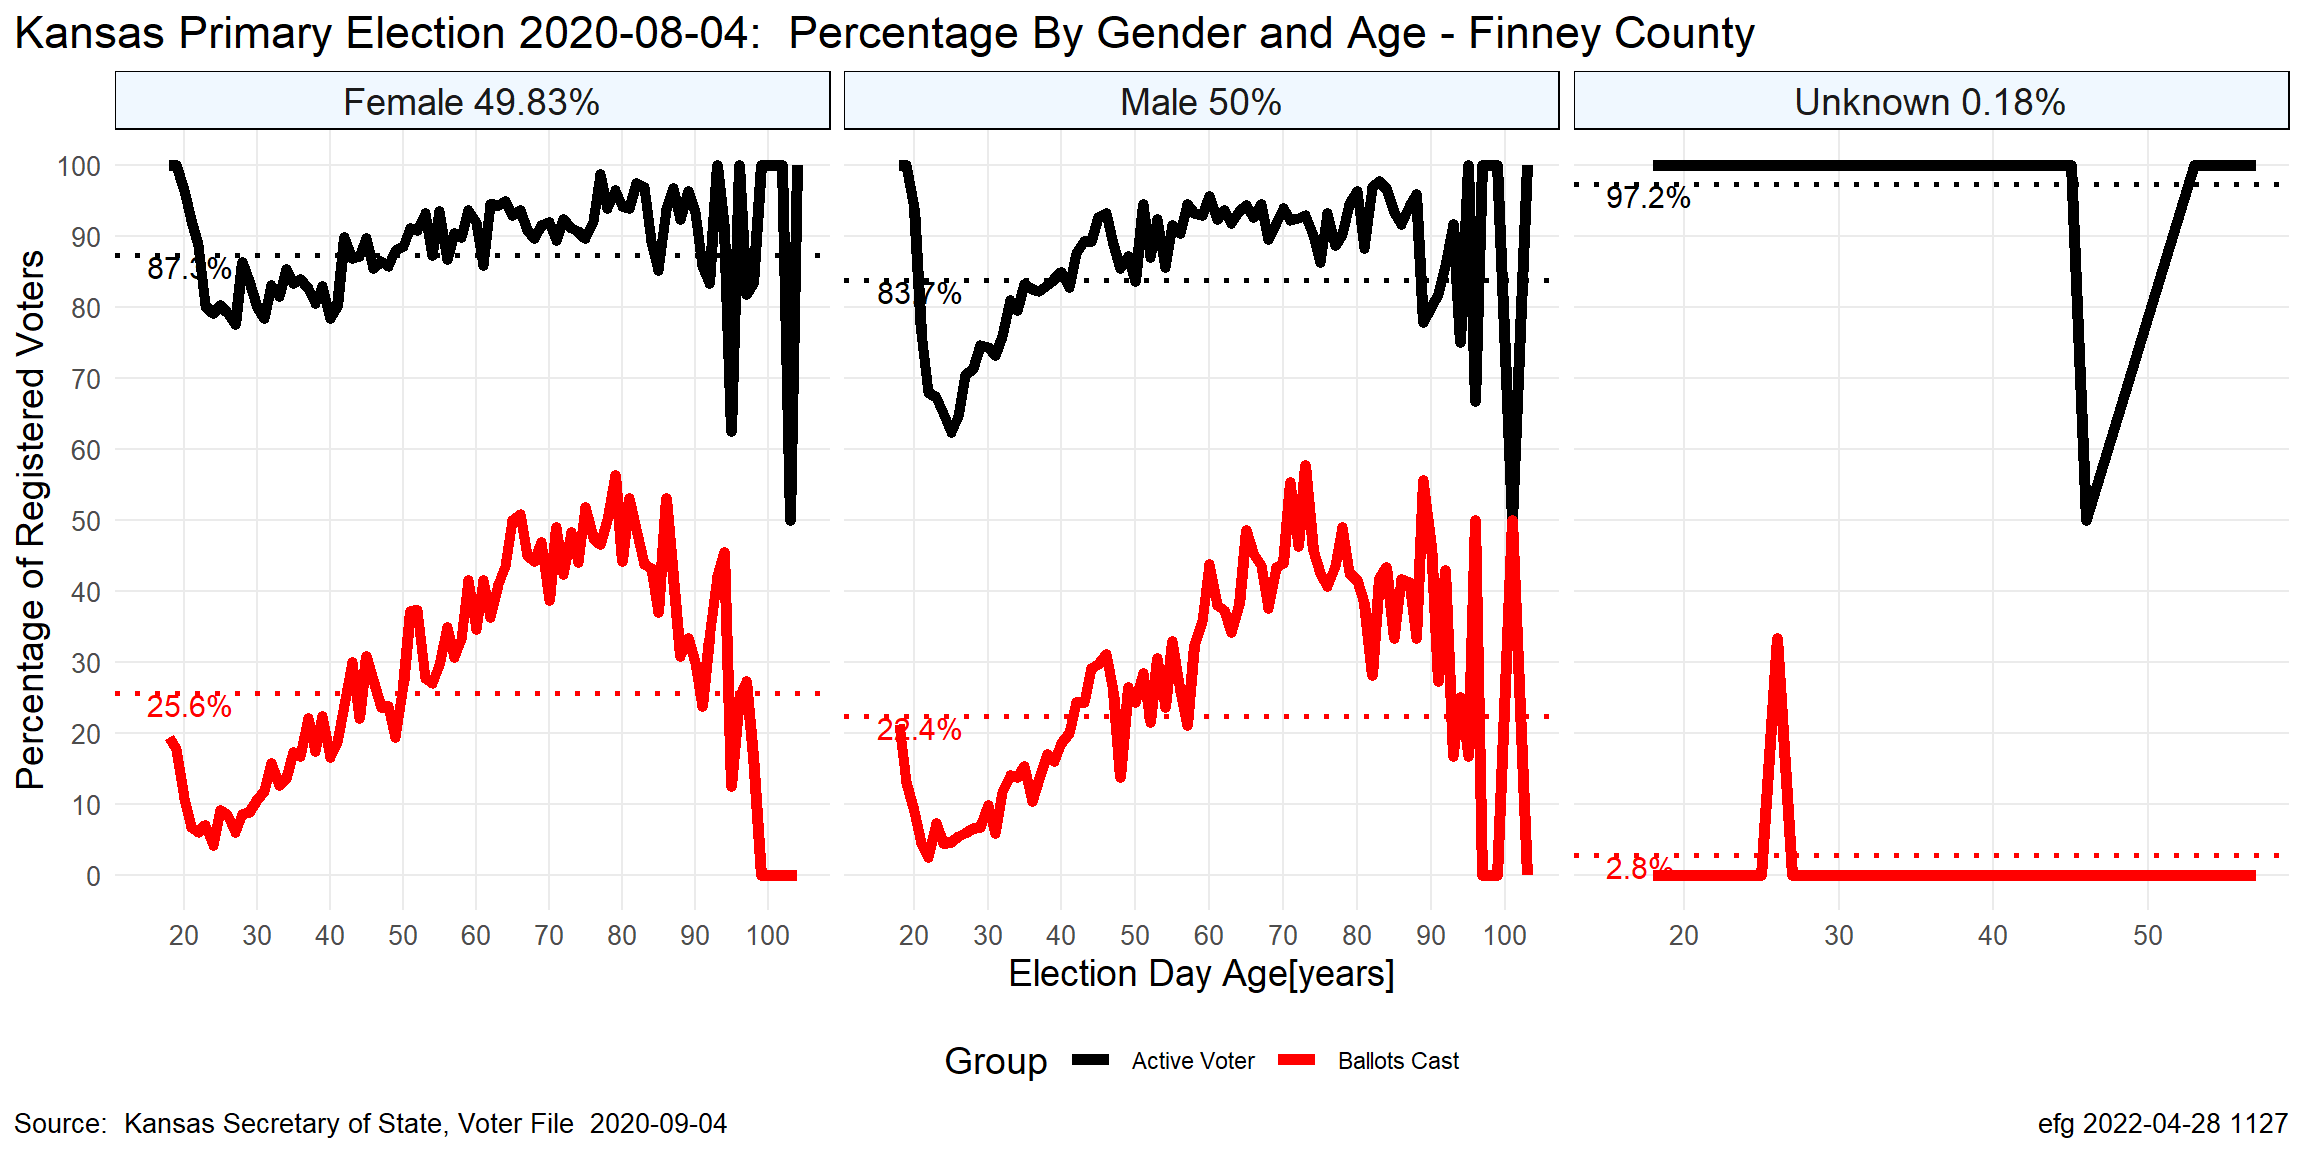 Kansas Primary Election 2020-08-04:  Percentage By Gender and Age - Finney County
Female 49.83%
Male 50%
Unknown 0.18%
Percentage of Registered Voters
100
90
80
70
60
50
40
30
20
10
0
87.3%
25.6%
83.7%
22.4%
97.2%
2.8%
20 30 40 50 60 70 80 90 100
20 30 40 50 60 70 80 90 100
20 30 40 50
Election Day Age[years]
Group Active Voter Ballots Cast
Source:  Kansas Secretary of State, Voter File  2020-09-04
efg 2022-04-28 1127